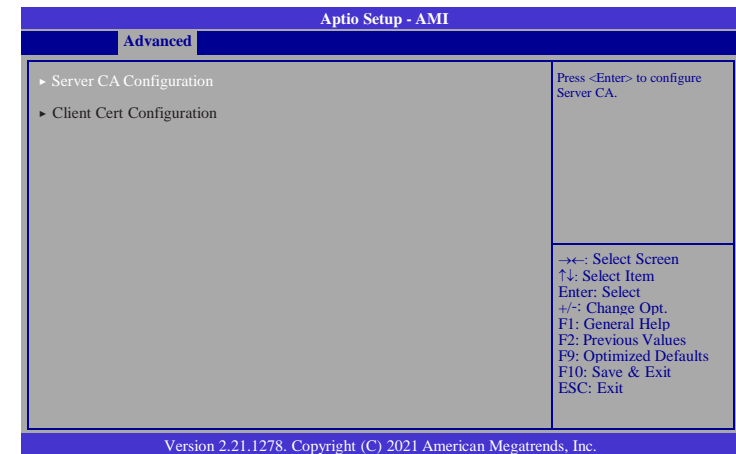 Aptio Setup - AMI
Advanced
► Server CA Configuration
► Client Cert Configuration
Press <Enter> to configure
Server CA.
→←: Select Screen
↑↓: Select Item
Enter: Select
+/-: Change Opt.
F1: General Help
F2: Previous Values
F9: Optimized Defaults
F10: Save & Exit
ESC: Exit
Version 2.21.1278. Copyright (C) 2021 American Megatrends, Inc.